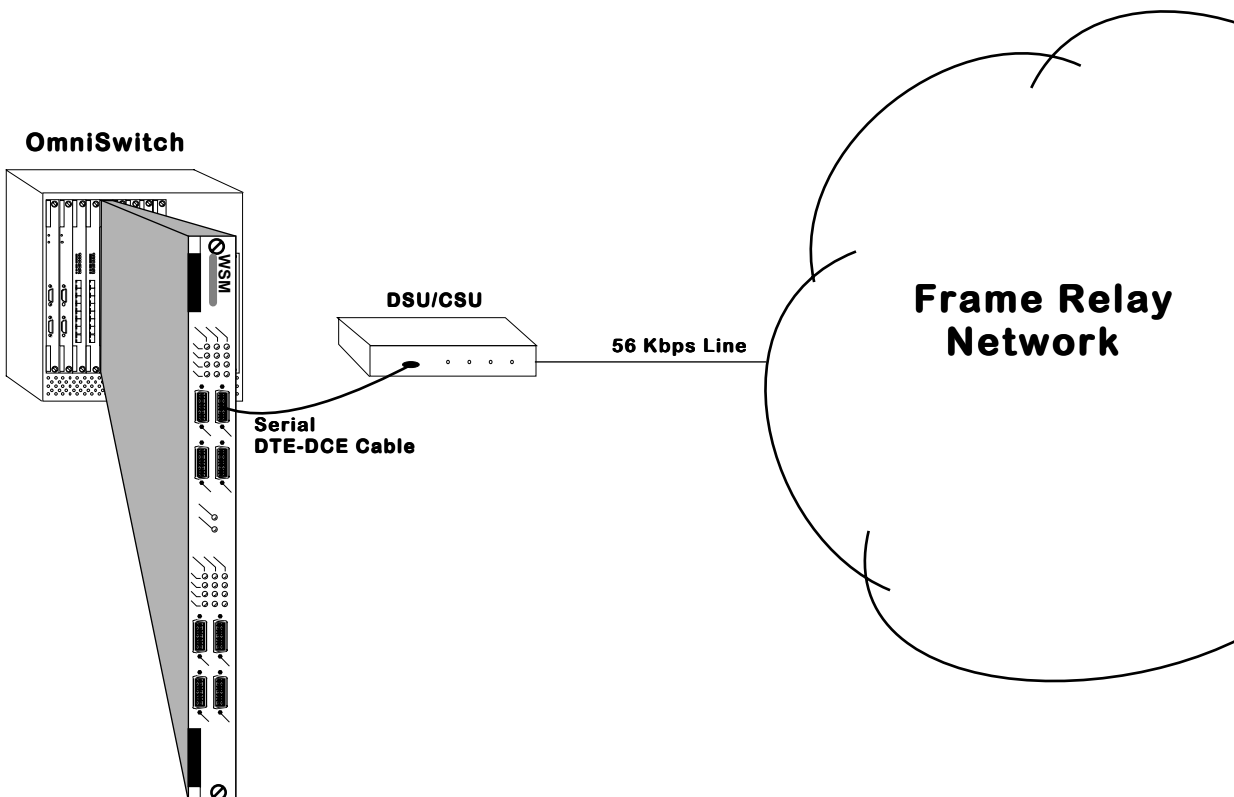 OmniSwitch
WSM
DSU/CSU
56 Kbps Line
Serial
DTE-DCE Cable
Frame Relay
Network